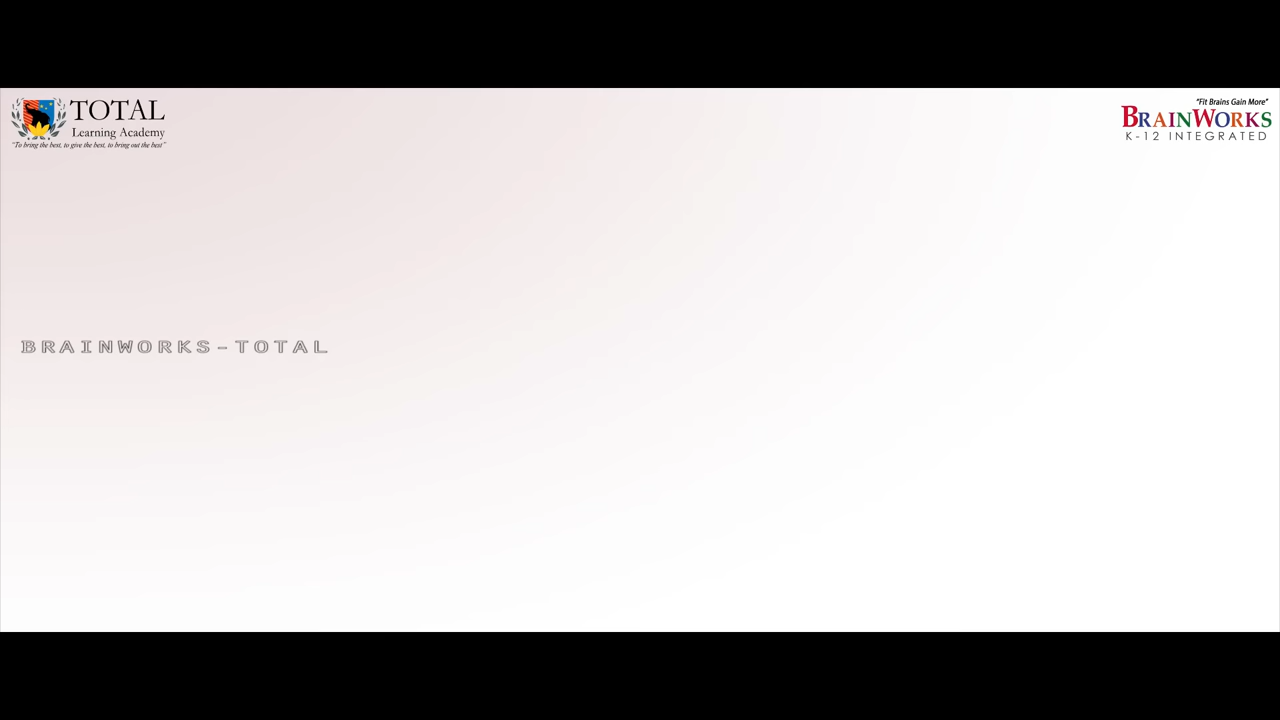 TOTAL
Learning Academy
"To bring the best, to give the best, to bring out the best"
"Fit Brains Gain More"
BRAINWORKS
K-12 INTEGRATED
BRAINWORKS-TOTAL